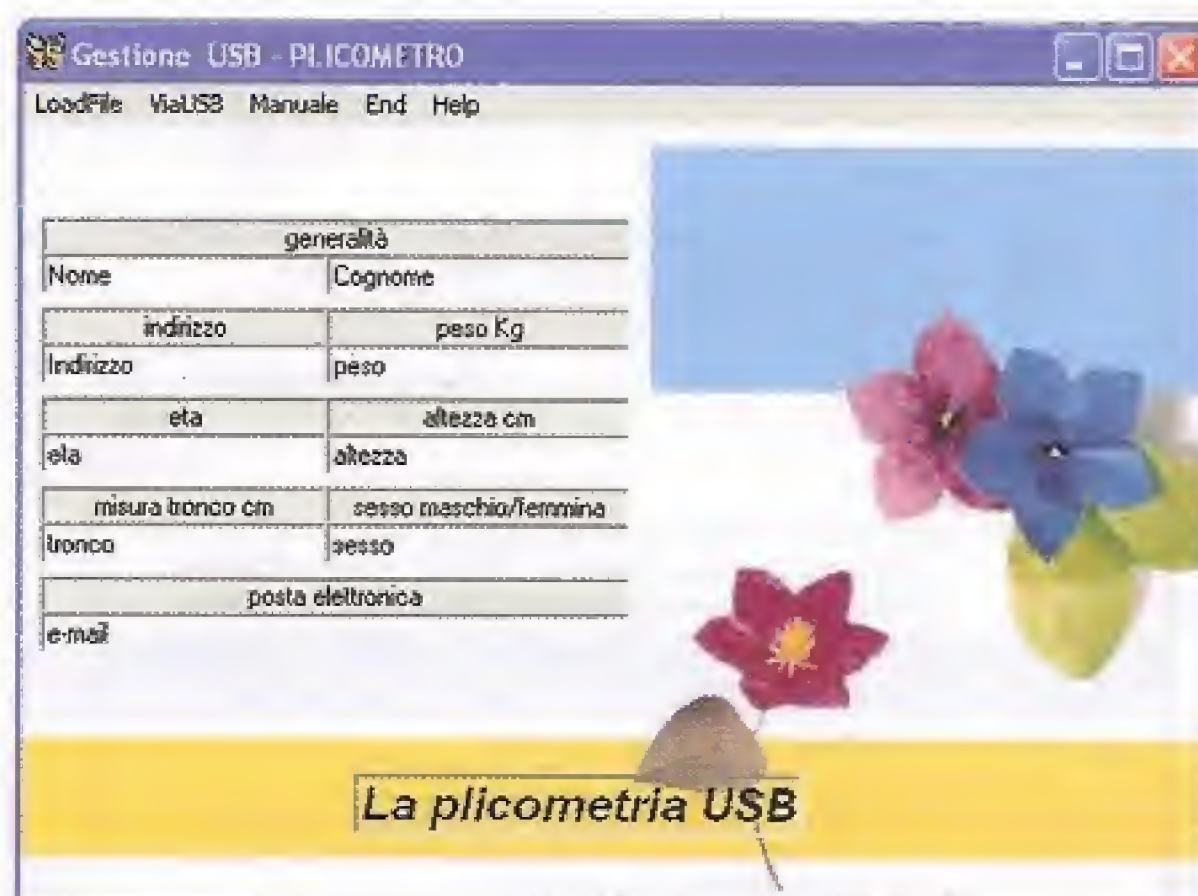 Gestione USB - PLICOMETRO
LoadFile ViaUSB Manuale End Help
generalità
Nome Cognome
indirizzo peso Kg
Indirizzo peso
eta altezza cm
eta altezza
misura tronco cm sesso maschio/femmina
tronco sesso
posta elettronica
e-mail
La plicometria USB